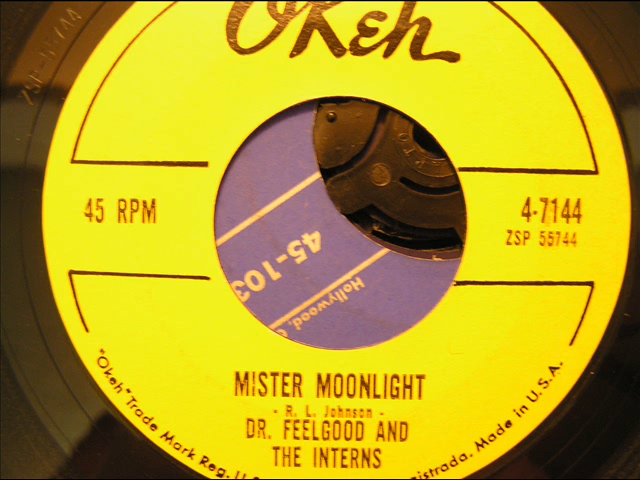 OKeh
45 RPM
4-7144
ZSP 55744
45-103
Hollywood,
MISTER MOONLIGHT
- R. L. Johnson -
DR. FEELGOOD AND
THE INTERNS
"Okeh" Trade Mark Reg. U.S.
istrada. Made in U.S.A.